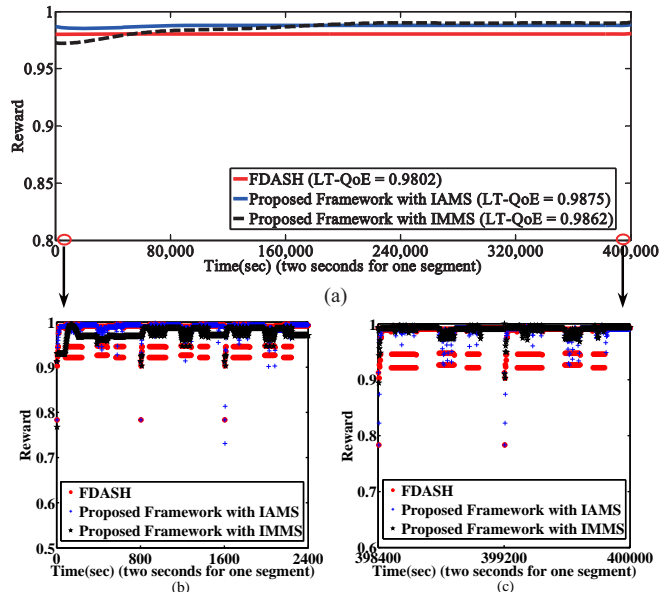 1
0.95
0.9
0.85
0.8
Reward
FDASH (LT-QoE = 0.9802)
Proposed Framework with IAMS (LT-QoE = 0.9875)
Proposed Framework with IMMS (LT-QoE = 0.9862)
0 80,000 160,000 240,000 320,000 400,000
Time(sec) (two seconds for one segment)
(a)
1
0.9
0.8
0.7
0.6
0.5
Reward
FDASH
Proposed Framework with IAMS
Proposed Framework with IMMS
0 800 1600 2400
Time(sec) (two seconds for one segment)
(b)
1
0.9
0.8
0.7
0.6
Reward
FDASH
Proposed Framework with IAMS
Proposed Framework with IMMS
398400 399200 400000
Time(sec) (two seconds for one segment)
(c)